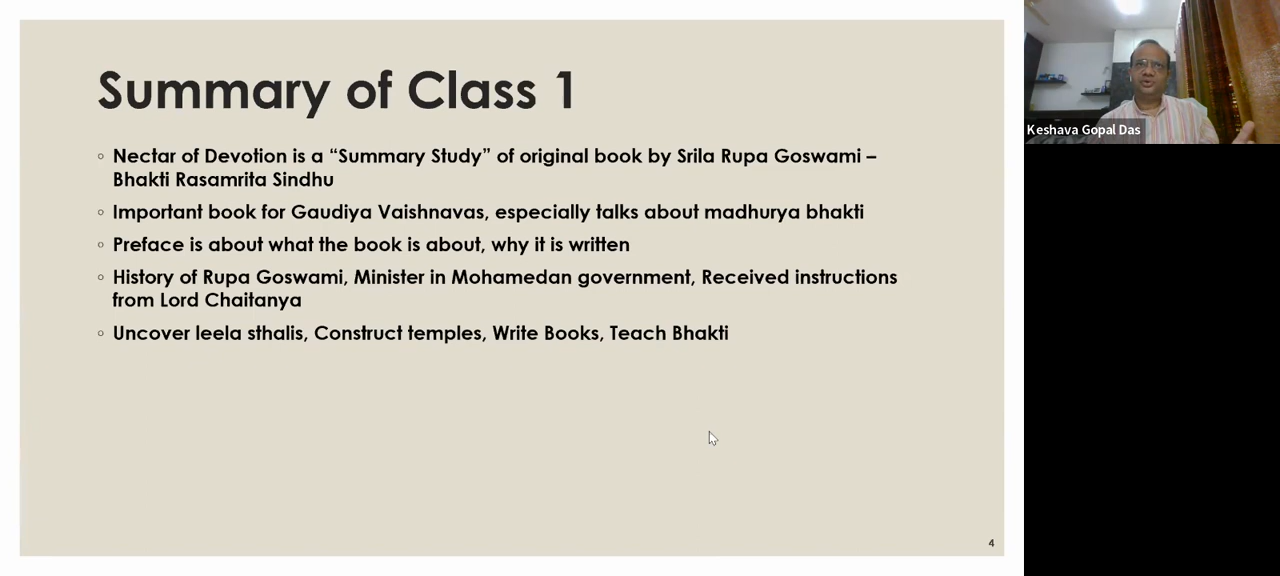 Summary of Class 1
◦ Nectar of Devotion is a “Summary Study” of original book by Srila Rupa Goswami –
Bhakti Rasamrita Sindhu
◦ Important book for Gaudiya Vaishnavas, especially talks about madhurya bhakti
◦ Preface is about what the book is about, why it is written
◦ History of Rupa Goswami, Minister in Mohamedan government, Received instructions
from Lord Chaitanya
◦ Uncover leela sthalis, Construct temples, Write Books, Teach Bhakti
4
Keshava Gopal Das